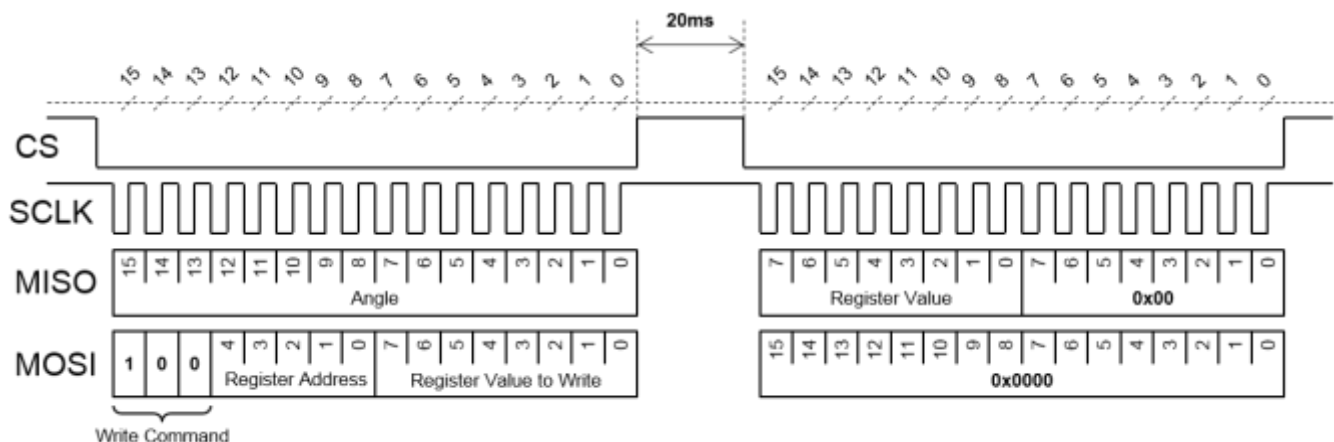 20ms
15 14 13 12 11 10 9 8 7 6 5 4 3 2 1 0 15 14 13 12 11 10 9 8 7 6 5 4 3 2 1 0
CS
SCLK
MISO 15 14 13 12 11 10 9 8 7 6 5 4 3 2 1 0 7 6 5 4 3 2 1 0 7 6 5 4 3 2 1 0
Angle Register Value 0x00
MOSI 1 0 0 4 3 2 1 0 7 6 5 4 3 2 1 0 15 14 13 12 11 10 9 8 7 6 5 4 3 2 1 0
Register Address Register Value to Write 0x0000
Write Command